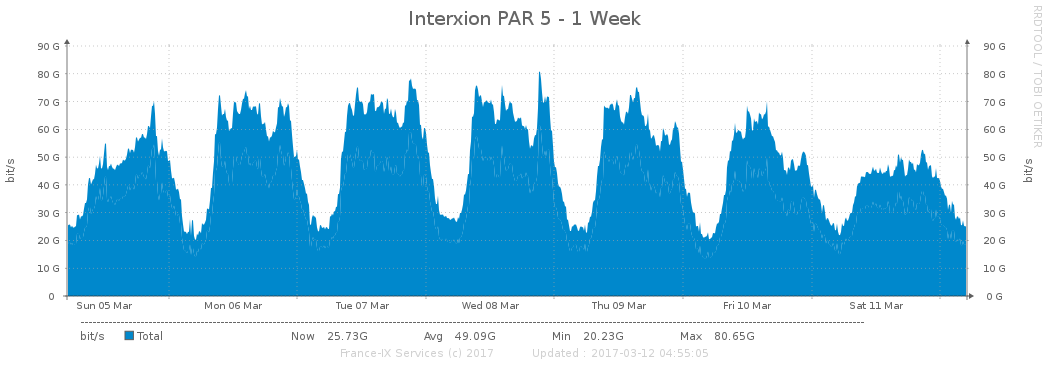 Interxion PAR 5 - 1 Week
RRDTOOL / TOBI OETIKER
bit/s
90 G 90 G
80 G 80 G
70 G 70 G
60 G 60 G
50 G 50 G
40 G 40 G
30 G 30 G
20 G 20 G
10 G 10 G
0 0 G
bit/s
Sun 05 Mar Mon 06 Mar Tue 07 Mar Wed 08 Mar Thu 09 Mar Fri 10 Mar Sat 11 Mar
bit/s Total Now 25.73G Avg 49.09G Min 20.23G Max 80.65G
France-IX Services (c) 2017 Updated : 2017-03-12 04:55:05